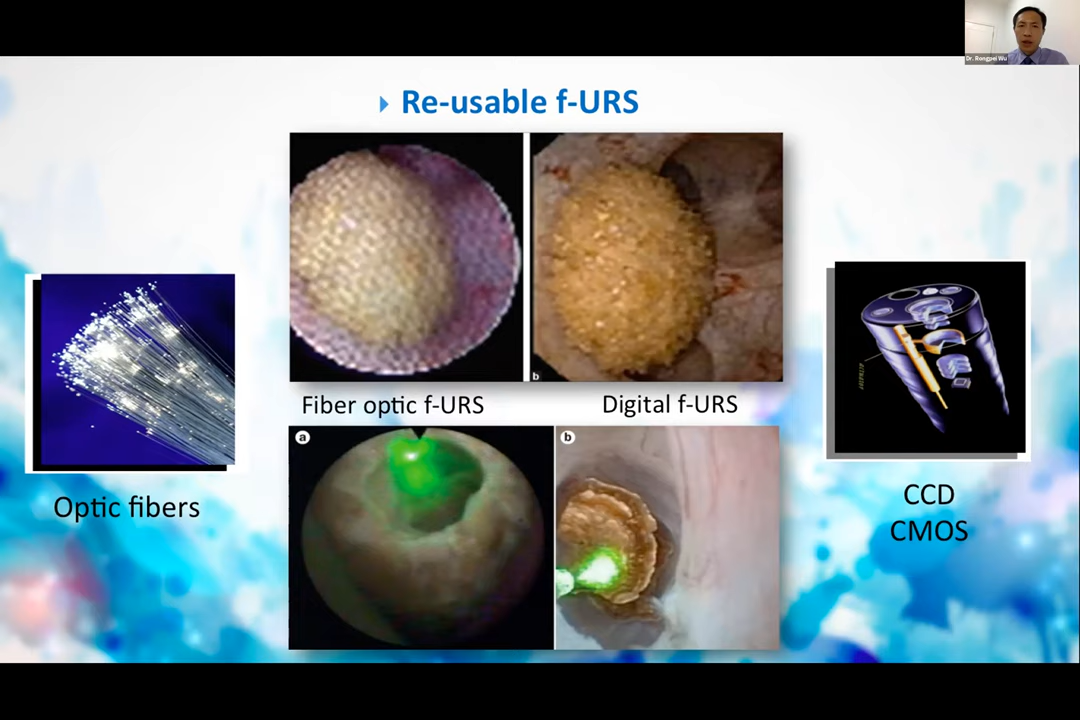 Dr. Rongpei Wu
Re-usable f-URS
b
Fiber optic f-URS
Digital f-URS
a
b
Optic fibers
CCD
CMOS